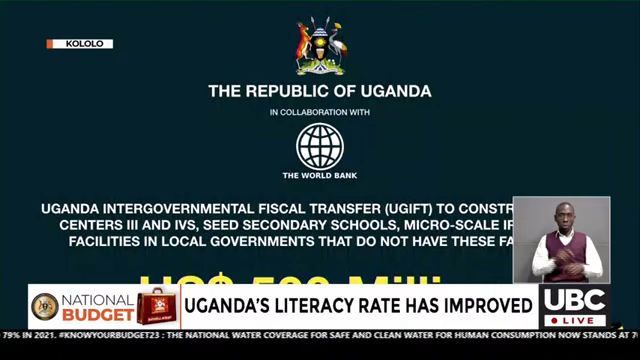 KOLOLO
THE REPUBLIC OF UGANDA
IN COLLABORATION WITH
THE WORLD BANK
UGANDA INTERGOVERNMENTAL FISCAL TRANSFER (UGIFT) TO CONSTR
CENTERS III AND IVS, SEED SECONDARY SCHOOLS, MICRO-SCALE
FACILITIES IN LOCAL GOVERNMENTS THAT DO NOT HAVE THESE FA
NATIONAL
BUDGET
UGANDA'S LITERACY RATE HAS IMPROVED
UBC
LIVE
79% IN 2021. #KNOWYOURBUDGET23 : THE NATIONAL WATER COVERAGE FOR SAFE AND CLEAN WATER FOR HUMAN CONSUMPTION NOW STANDS AT